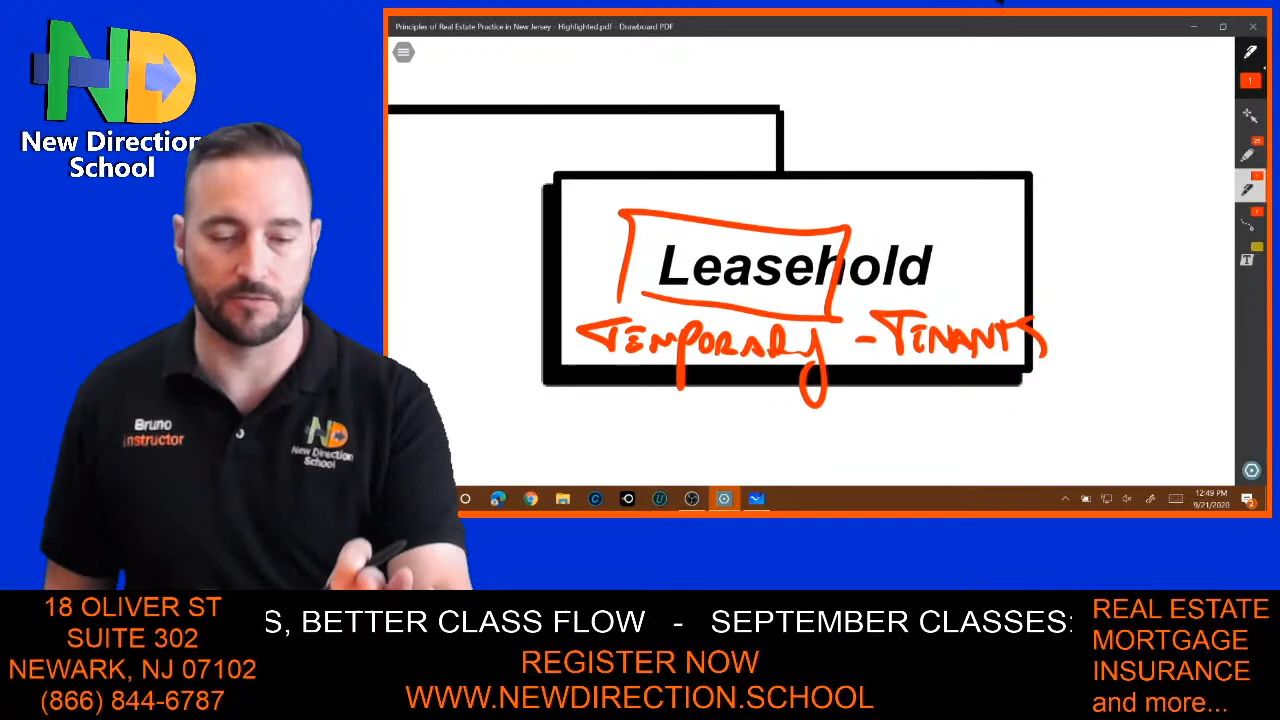 ND
New Direction
School
Bruno
Instructor
ND
New Direction
School
Principles of Real Estate Practice in New Jersey - Highlighted.pdf - Drawboard PDF
Leasehold
TEMPORARY - TENANTS
12:49 PM
9/21/2020
18 OLIVER ST
SUITE 302
NEWARK, NJ 07102
(866) 844-6787
S, BETTER CLASS FLOW - SEPTEMBER CLASSES:
REGISTER NOW
WWW.NEWDIRECTION.SCHOOL
REAL ESTATE
MORTGAGE
INSURANCE
and more...